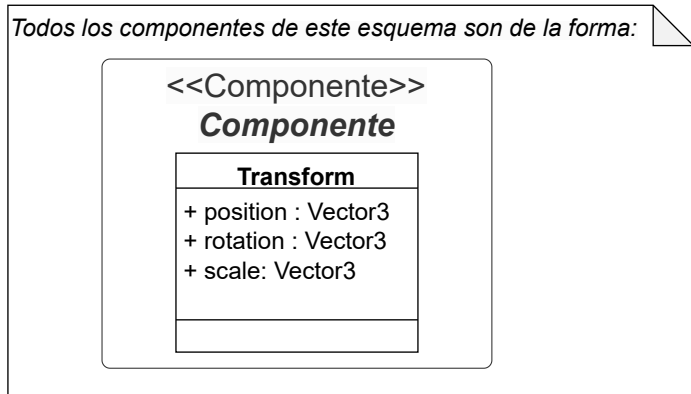 Todos los componentes de este esquema son de la forma:
<<Componente>>
Componente
Transform
+ position : Vector3
+ rotation : Vector3
+ scale: Vector3